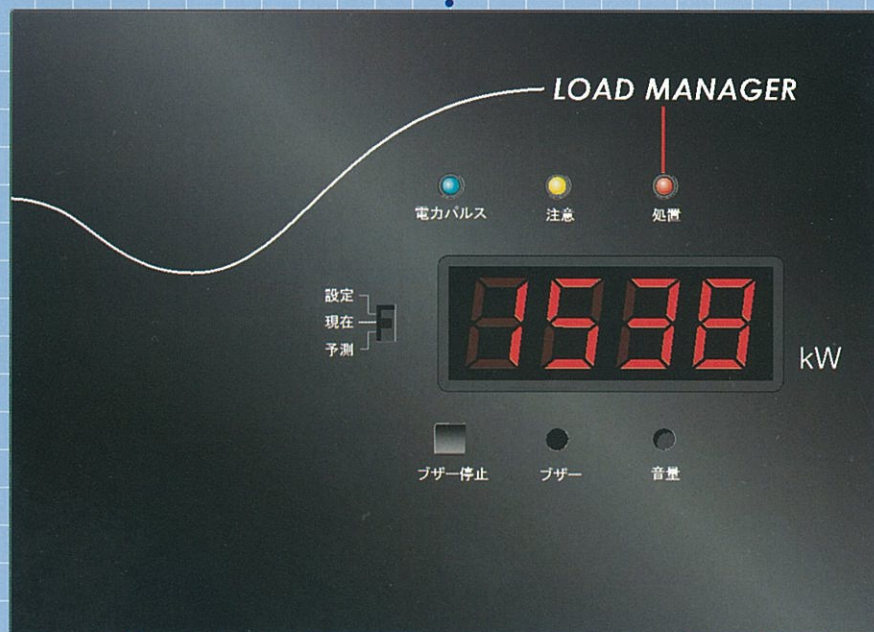 LOAD MANAGER
電力パルス 注意 処置
設定
現在
予測
1538 kW
ブザー停止 ブザー 音量